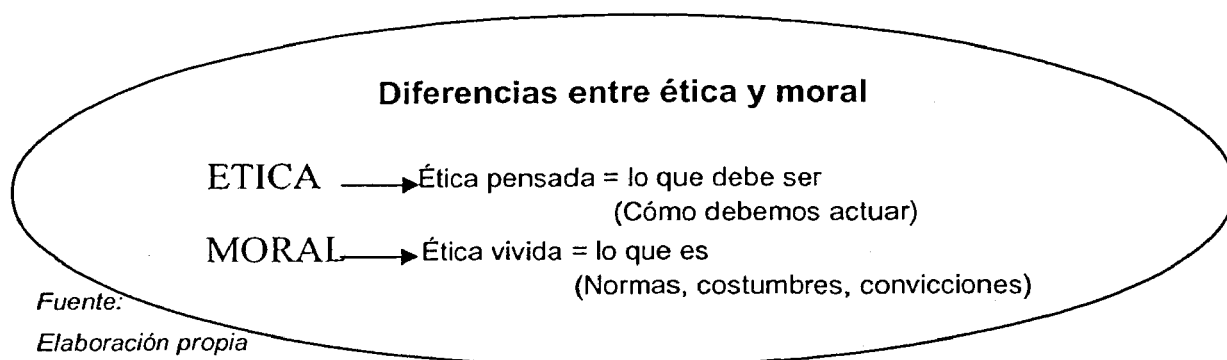 Diferencias entre ética y moral
ETICA Ética pensada = lo que debe ser
(Cómo debemos actuar)
MORAL Ética vivida = lo que es
(Normas, costumbres, convicciones)
Fuente:
Elaboración propia